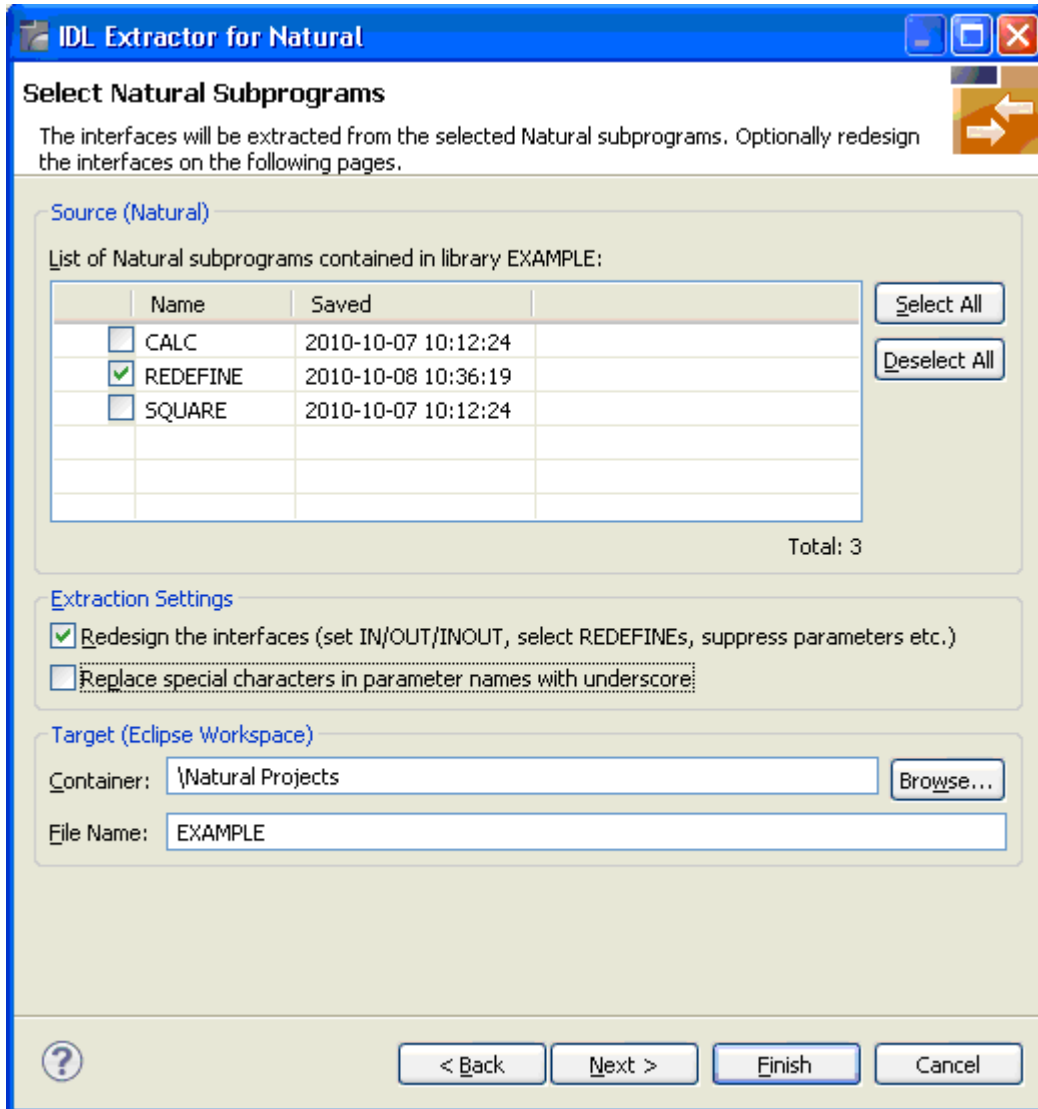 IDL Extractor for Natural
Select Natural Subprograms
The interfaces will be extracted from the selected Natural subprograms. Optionally redesign
the interfaces on the following pages.
Source (Natural)
List of Natural subprograms contained in library EXAMPLE:
Name Saved
Select All
CALC 2010-10-07 10:12:24
Deselect All
REDEFINE 2010-10-08 10:36:19
SQUARE 2010-10-07 10:12:24
Total: 3
Extraction Settings
Redesign the interfaces (set IN/OUT/INOUT, select REDEFINEs, suppress parameters etc.)
Replace special characters in parameter names with underscore
Target (Eclipse Workspace)
Container: \Natural Projects Browse...
File Name: EXAMPLE
? < Back Next > Finish Cancel